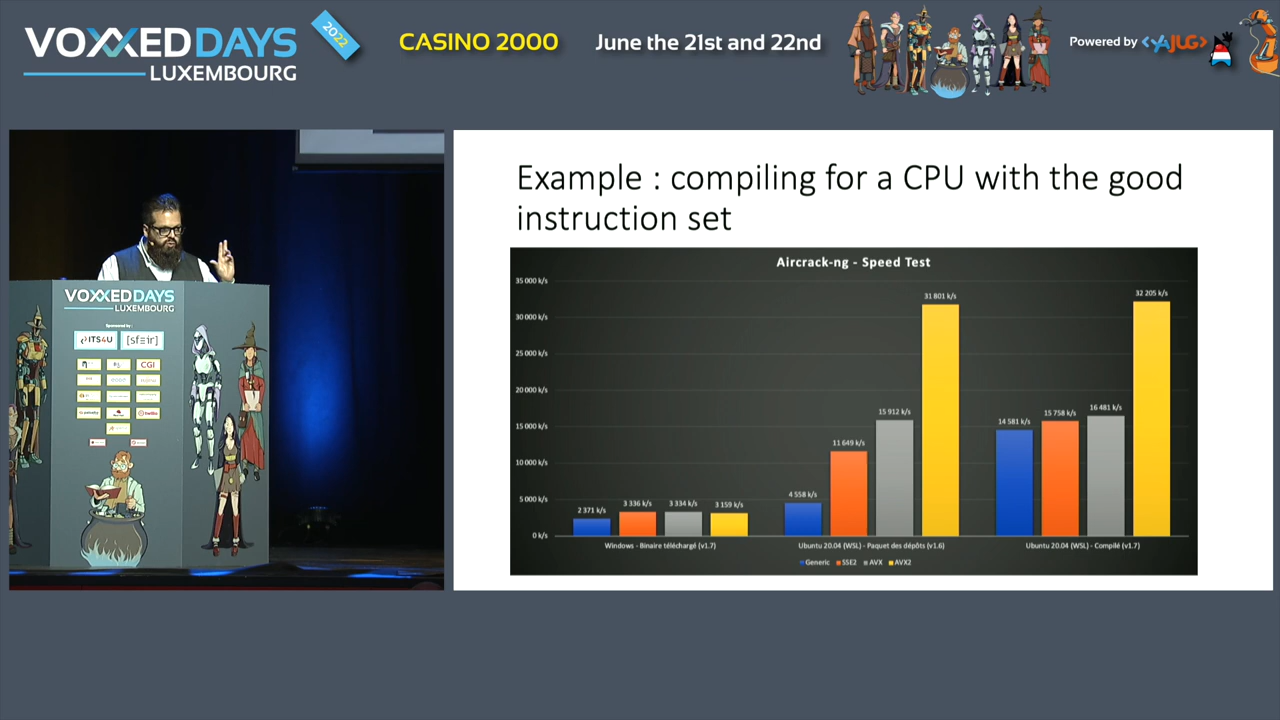 VOXXEDDAYS
LUXEMBOURG
2022
CASINO 2000
June the 21st and 22nd
Powered by <YAJUG>
VOXXEDDAYS
LUXEMBOURG
Sponsored by :
ITS4U
[sfeir]
CGI
Example : compiling for a CPU with the good
instruction set
Aircrack-ng - Speed Test
35 000 k/s
30 000 k/s
25 000 k/s
20 000 k/s
15 000 k/s
10 000 k/s
5 000 k/s
0 k/s
2 371 k/s
3 336 k/s
3 334 k/s
3 159 k/s
4 558 k/s
11 649 k/s
15 912 k/s
31 801 k/s
14 581 k/s
15 758 k/s
16 481 k/s
32 205 k/s
Windows - Binaire téléchargé (v1.7)
Ubuntu 20.04 (WSL) - Paquet des dépôts (v1.6)
Ubuntu 20.04 (WSL) - Compilé (v1.7)
Generic SSE2 AVX AVX2